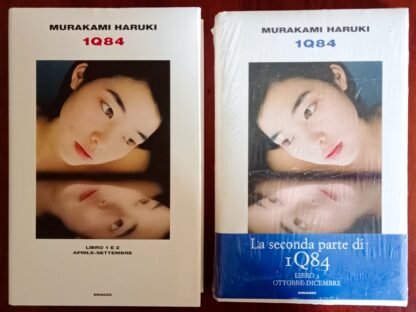 MURAKAMI HARUKI
1Q84
LIBRO 1 E 2
APRILE-SETTEMBRE
EINAUDI
MURAKAMI HARUKI
1Q84
La seconda parte di
1Q84
LIBRO 3
OTTOBRE-DICEMBRE
EINAUDI